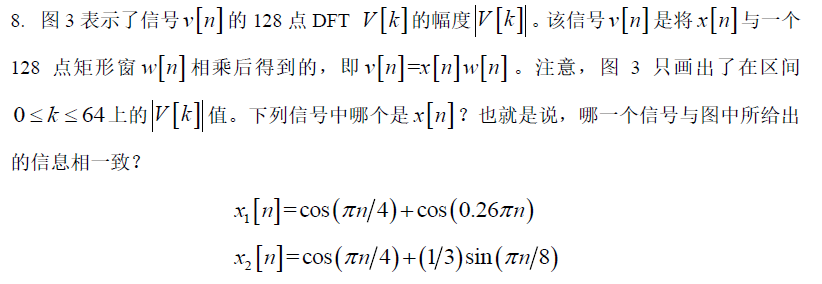 8. 图 3 表示了信号 v[n] 的 128 点 DFT V[k] 的幅度 |V[k]| 。该信号 v[n] 是将 x[n] 与一个
128 点矩形窗 w[n] 相乘后得到的，即 v[n]=x[n]w[n] 。注意，图 3 只画出了在区间
0≤k≤64 上的 |V[k]| 值。下列信号中哪个是 x[n]？也就是说，哪一个信号与图中所给出
的信息相一致？
x₁[n]=cos(πn/4)+cos(0.26πn)
x₂[n]=cos(πn/4)+(1/3)sin(πn/8)